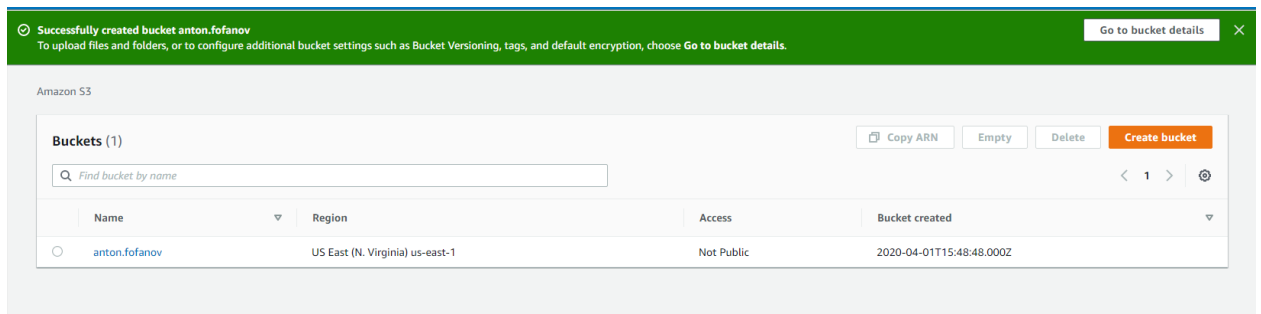 Successfully created bucket anton.fofanov
To upload files and folders, or to configure additional bucket settings such as Bucket Versioning, tags, and default encryption, choose Go to bucket details.
Go to bucket details
Amazon S3
Buckets (1)
Copy ARN
Empty
Delete
Create bucket
Find bucket by name
1
Name Region Access Bucket created
anton.fofanov US East (N. Virginia) us-east-1 Not Public 2020-04-01T15:48:48.000Z